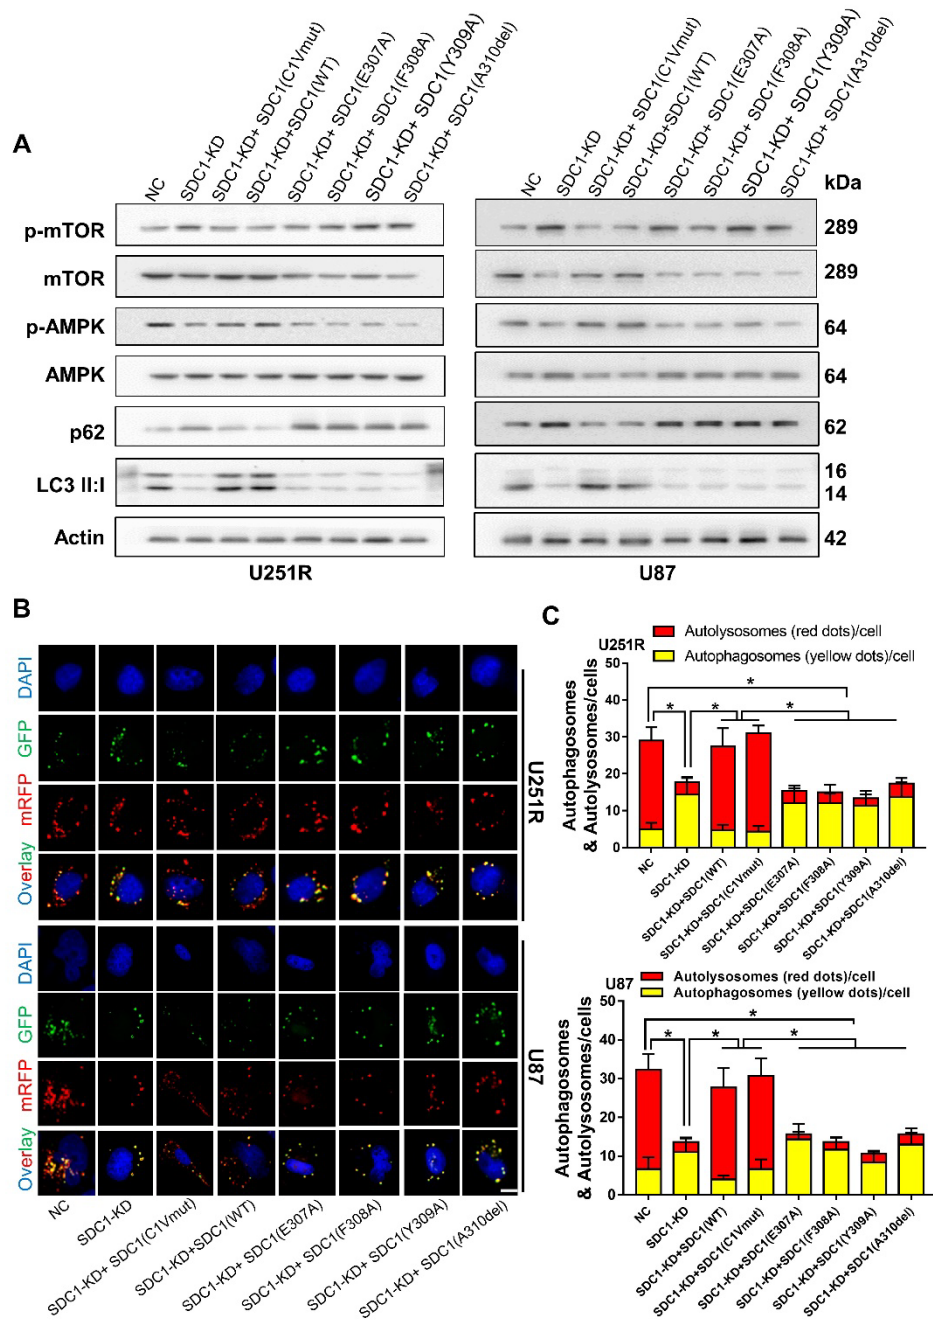 A
NC
SDC1-KD
SDC1-KD+ SDC1(C1Vmut)
SDC1-KD+SDC1(WT)
SDC1-KD+ SDC1(E307A)
SDC1-KD+ SDC1(F308A)
SDC1-KD+ SDC1(Y309A)
SDC1-KD+ SDC1(A310del)
NC
SDC1-KD
SDC1-KD+ SDC1(C1Vmut)
SDC1-KD+SDC1(WT)
SDC1-KD+ SDC1(E307A)
SDC1-KD+ SDC1(F308A)
SDC1-KD+ SDC1(Y309A)
SDC1-KD+ SDC1(A310del)
kDa
p-mTOR
289
mTOR
289
p-AMPK
64
AMPK
64
p62
62
LC3 II:I
16
14
Actin
42
U251R
U87
B
DAPI
GFP
mRFP
Overlay
U251R
DAPI
GFP
mRFP
Overlay
U87
NC
SDC1-KD
SDC1-KD+ SDC1(C1Vmut)
SDC1-KD+SDC1(WT)
SDC1-KD+ SDC1(E307A)
SDC1-KD+ SDC1(F308A)
SDC1-KD+ SDC1(Y309A)
SDC1-KD+ SDC1(A310del)
C
Autolysosomes (red dots)/cell
Autophagosomes (yellow dots)/cell
U251R
Autophagosomes
& Autolysosomes/cells
50
40
30
20
10
0
*
*
*
*
NC
SDC1-KD
SDC1-KD+SDC1(WT)
SDC1-KD+SDC1(C1Vmut)
SDC1-KD+SDC1(E307A)
SDC1-KD+SDC1(F308A)
SDC1-KD+SDC1(Y309A)
SDC1-KD+SDC1(A310del)
Autolysosomes (red dots)/cell
Autophagosomes (yellow dots)/cell
U87
Autophagosomes
& Autolysosomes/cells
50
40
30
20
10
0
*
*
*
*
NC
SDC1-KD
SDC1-KD+SDC1(WT)
SDC1-KD+SDC1(C1Vmut)
SDC1-KD+SDC1(E307A)
SDC1-KD+SDC1(F308A)
SDC1-KD+SDC1(Y309A)
SDC1-KD+SDC1(A310del)